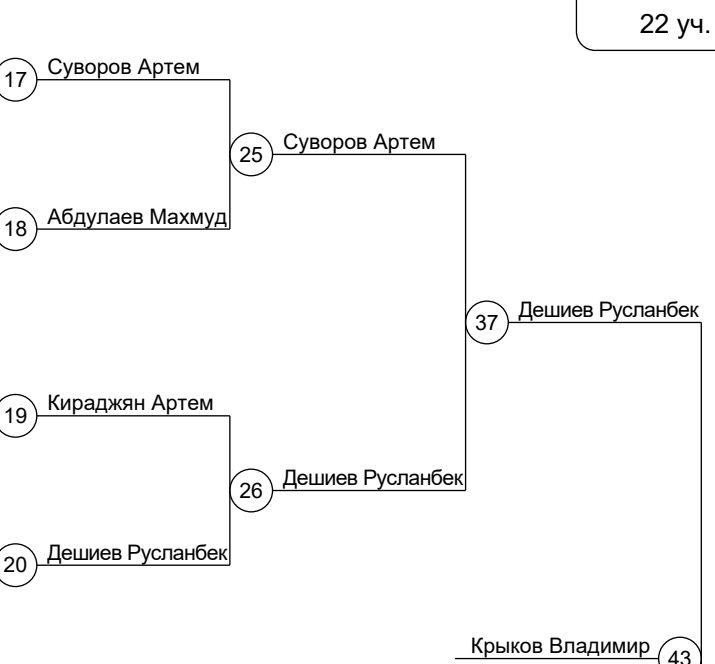 22 уч.
17 Суворов Артем
25 Суворов Артем
18 Абдулаев Махмуд
37 Дешиев Русланбек
19 Кираджян Артем
26 Дешиев Русланбек
20 Дешиев Русланбек
Крыков Владимир 43